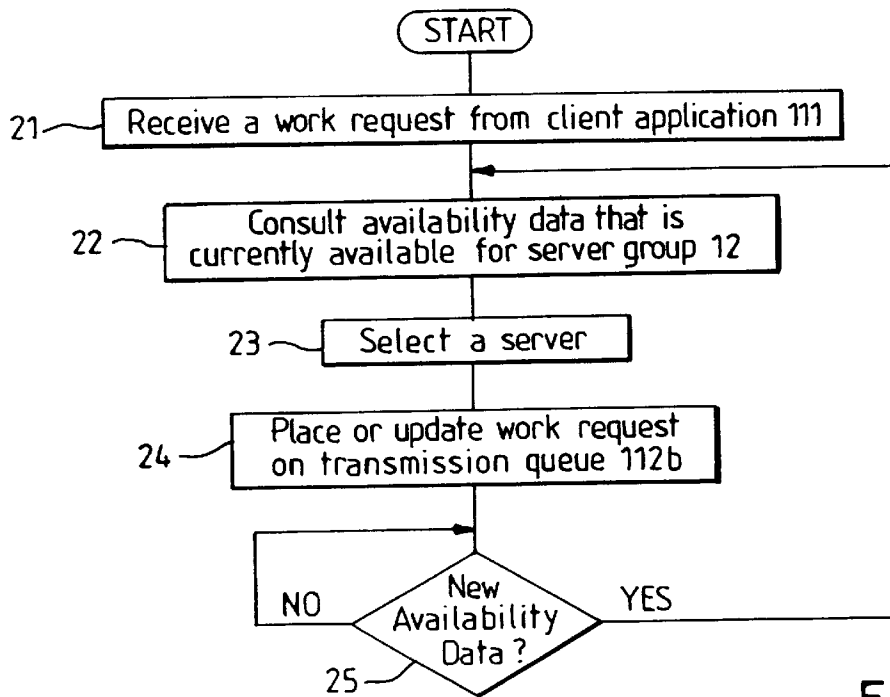 START
21
Receive a work request from client application 111
22
Consult availability data that is
currently available for server group 12
23
Select a server
24
Place or update work request
on transmission queue 112b
NO
New
Availability
Data ?
YES
25